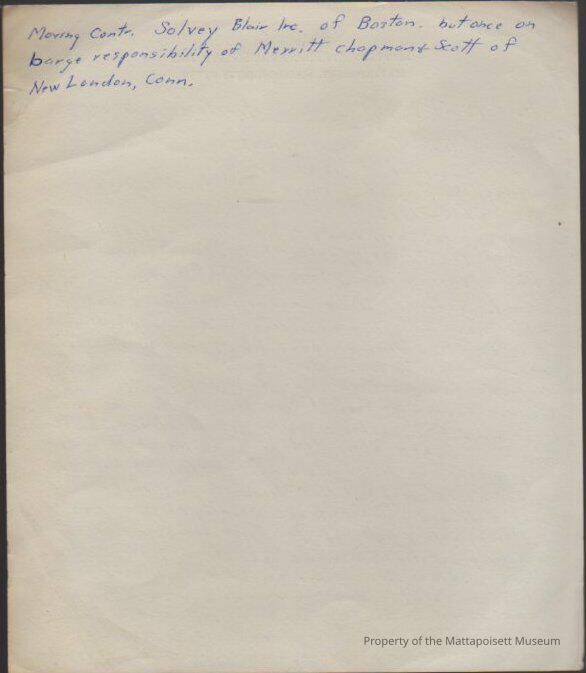 Moving Contr. Solvey Blair Inc. of Boston. but once on
barge responsibility of Merritt chapman & Scott of
New London, Conn.
Property of the Mattapoisett Museum